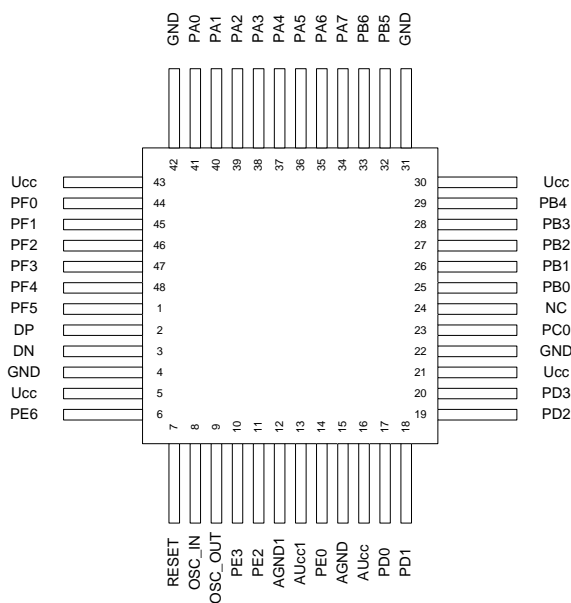 GND PA0 PA1 PA2 PA3 PA4 PA5 PA6 PA7 PB6 PB5 GND
42 41 40 39 38 37 36 35 34 33 32 31
Ucc 43 30 Ucc
PF0 44 29 PB4
PF1 45 28 PB3
PF2 46 27 PB2
PF3 47 26 PB1
PF4 48 25 PB0
PF5 1 24 NC
DP 2 23 PC0
DN 3 22 GND
GND 4 21 Ucc
Ucc 5 20 PD3
PE6 6 19 PD2
7 8 9 10 11 12 13 14 15 16 17 18
RESET OSC_IN OSC_OUT PE3 PE2 AGND1 AUcc1 PE0 AGND AUcc PD0 PD1